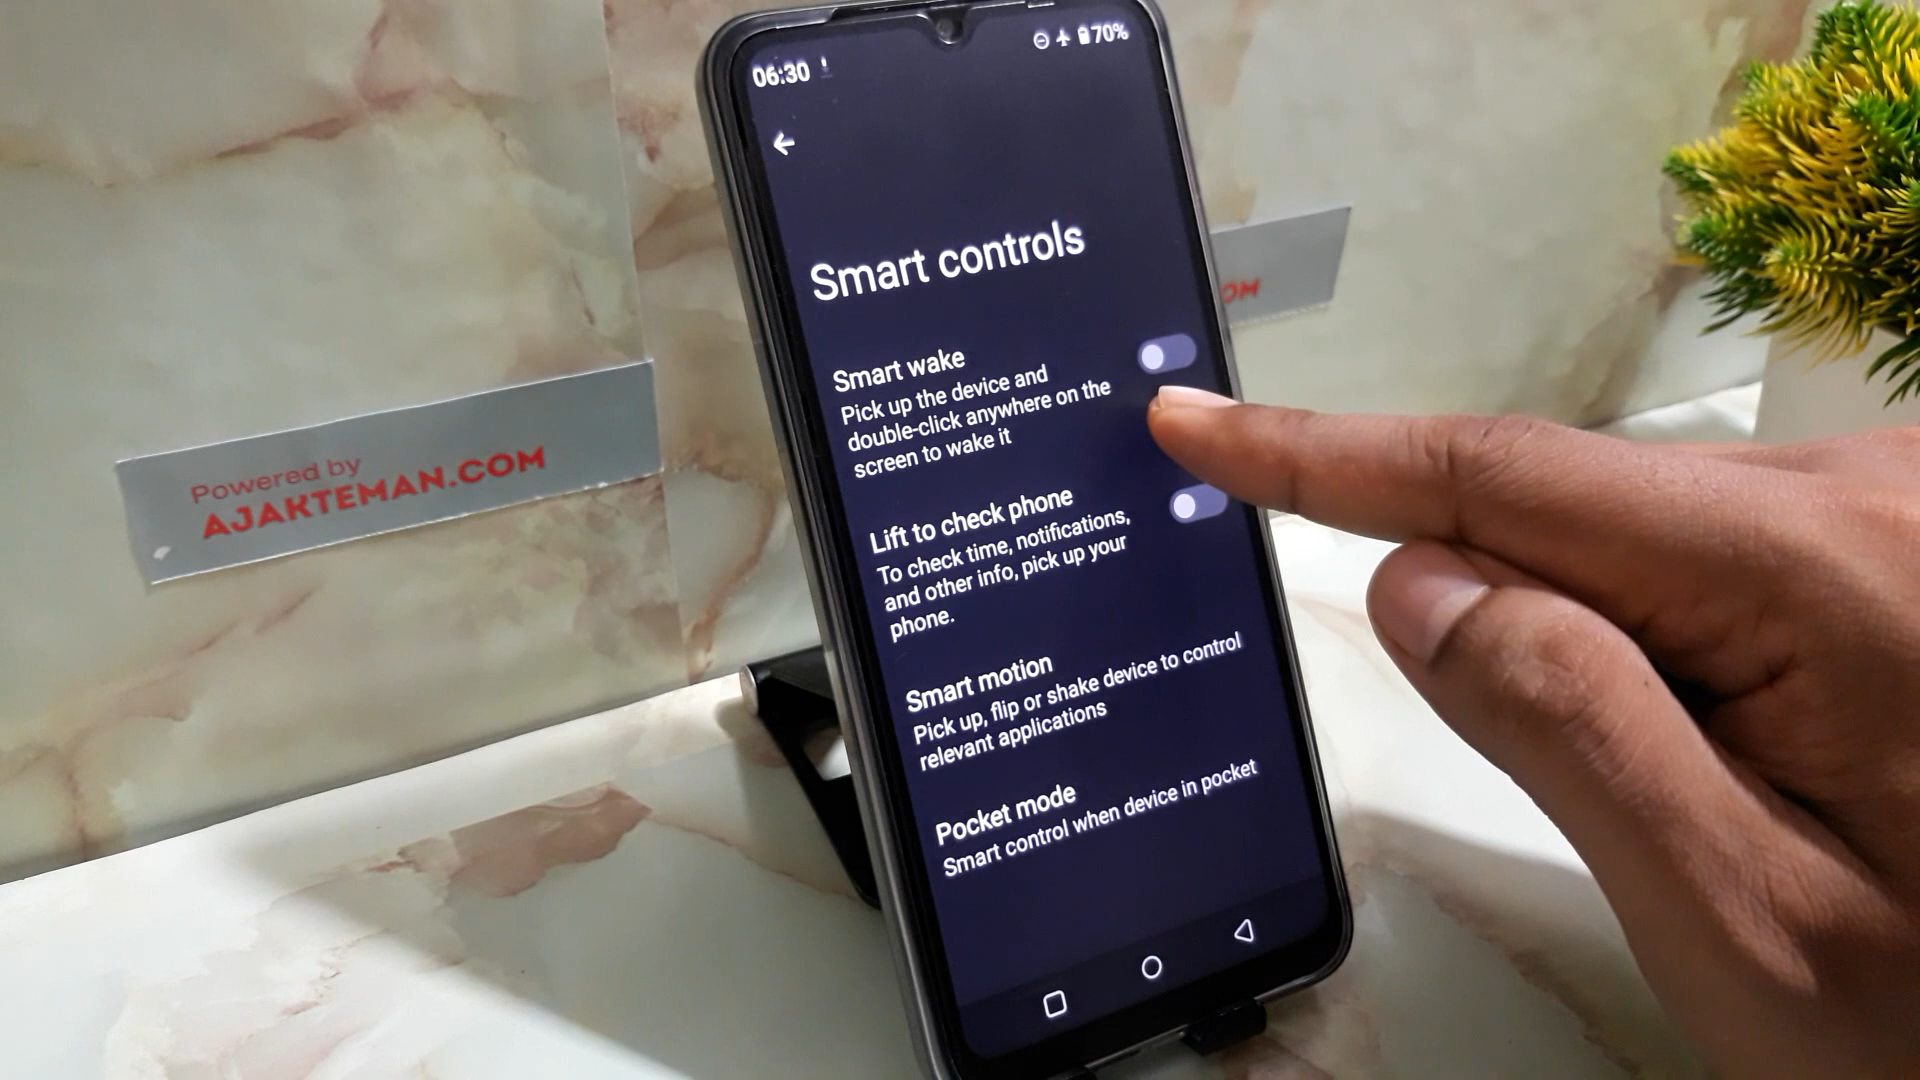 06:30
70%
Smart controls
Smart wake
Pick up the device and
double-click anywhere on the
screen to wake it
Lift to check phone
To check time, notifications,
and other info, pick up your
phone.
Smart motion
Pick up, flip or shake device to control
relevant applications
Pocket mode
Smart control when device in pocket
Powered by
AJAKTEMAN.COM
OM